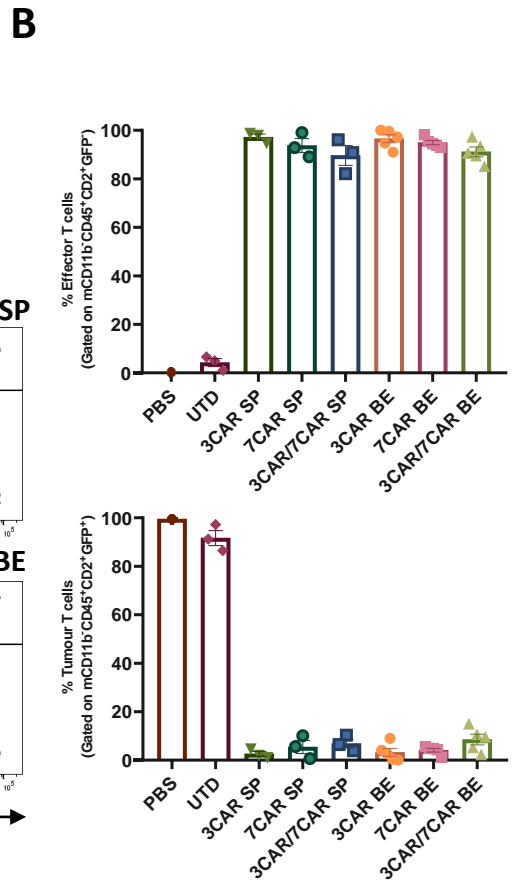 B
% Effector T cells
(Gated on mCD11b⁻CD45⁺CD2⁺GFP⁻)
100
80
60
40
20
0
PBS
UTD
3CAR SP
7CAR SP
3CAR/7CAR SP
3CAR BE
7CAR BE
3CAR/7CAR BE
SP
10⁵
BE
10⁵
% Tumour T cells
(Gated on mCD11b⁻CD45⁺CD2⁺GFP⁺)
100
80
60
40
20
0
PBS
UTD
3CAR SP
7CAR SP
3CAR/7CAR SP
3CAR BE
7CAR BE
3CAR/7CAR BE